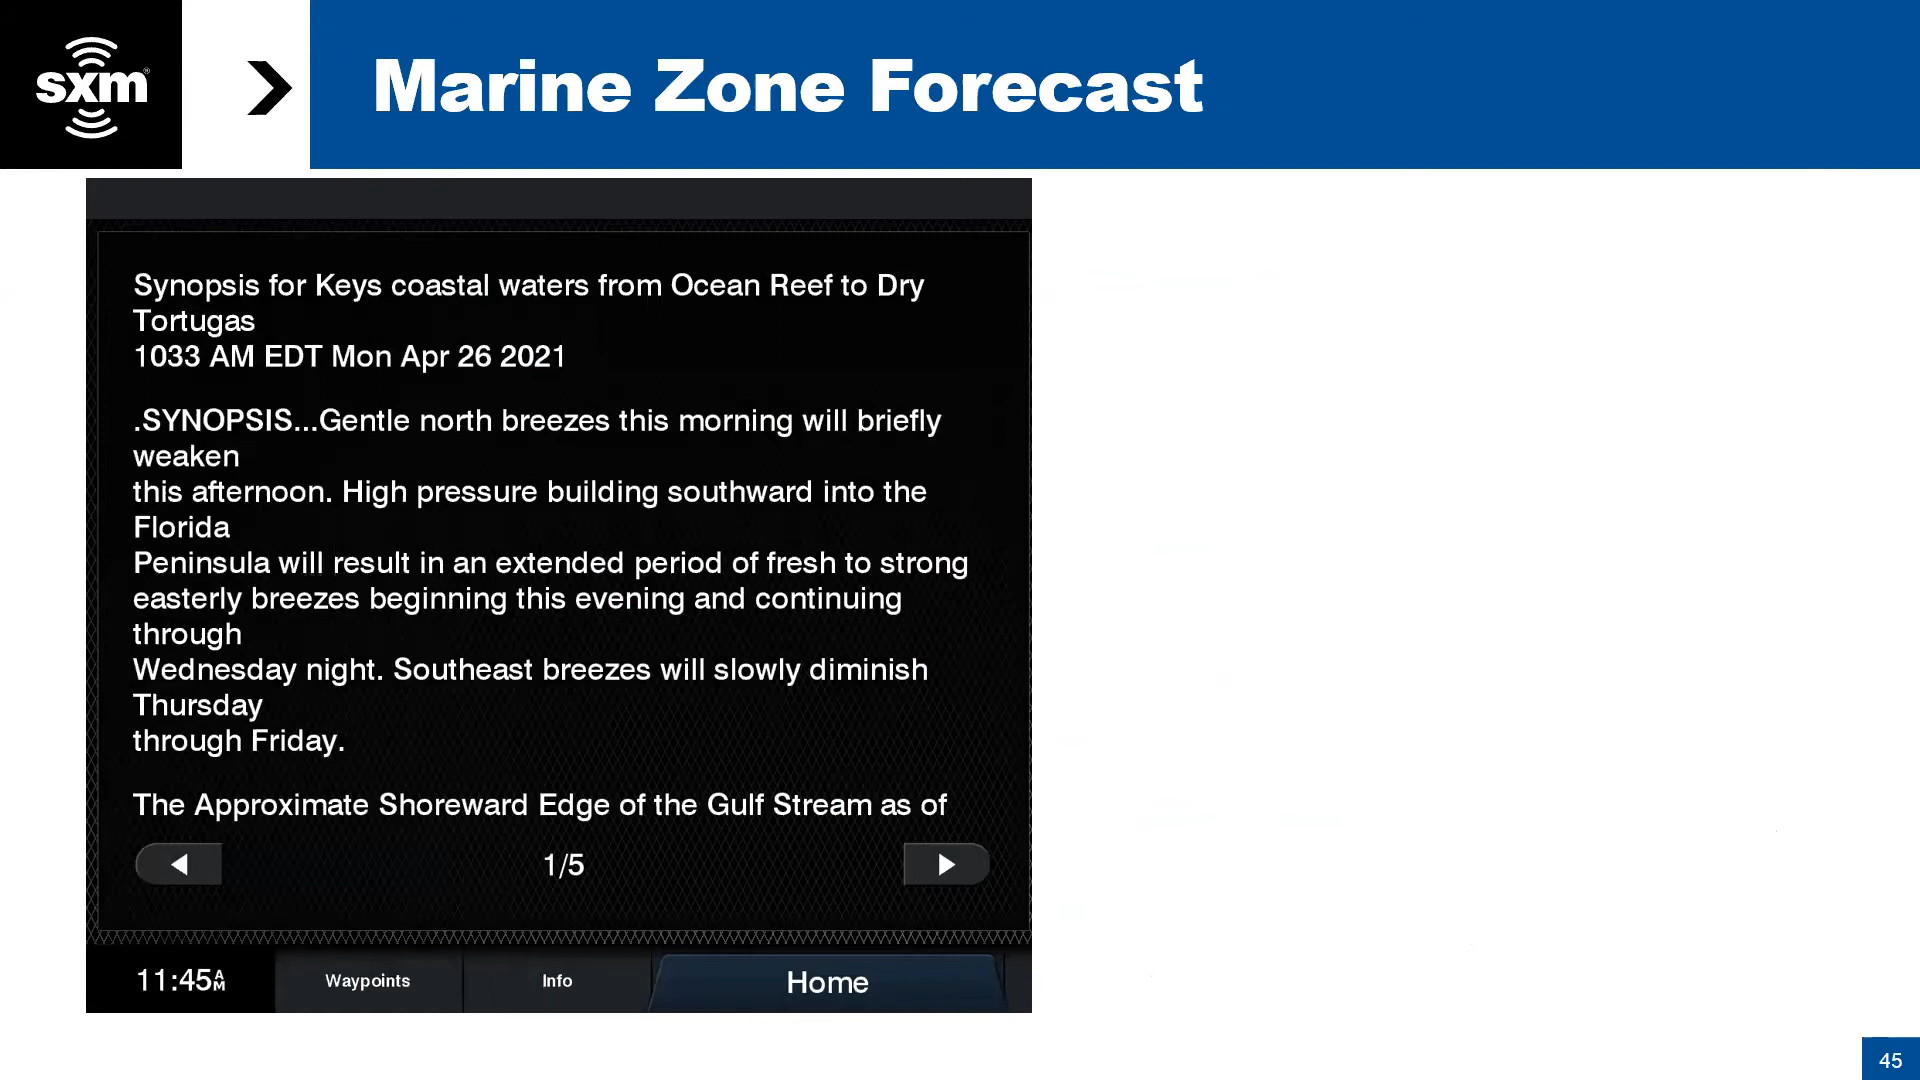 sxm
Marine Zone Forecast
Synopsis for Keys coastal waters from Ocean Reef to Dry
Tortugas
1033 AM EDT Mon Apr 26 2021
.SYNOPSIS...Gentle north breezes this morning will briefly
weaken
this afternoon. High pressure building southward into the
Florida
Peninsula will result in an extended period of fresh to strong
easterly breezes beginning this evening and continuing
through
Wednesday night. Southeast breezes will slowly diminish
Thursday
through Friday.
The Approximate Shoreward Edge of the Gulf Stream as of
1/5
11:45AM
Waypoints
Info
Home
45